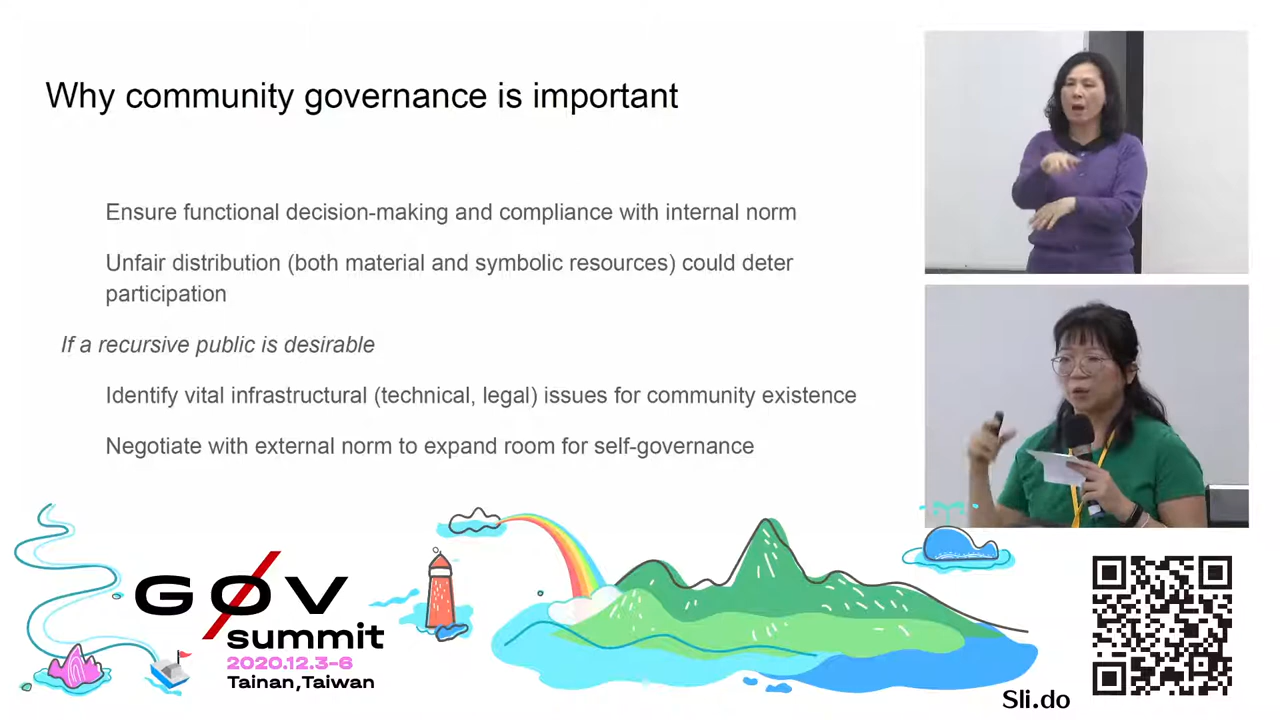 Why community governance is important
Ensure functional decision-making and compliance with internal norm
Unfair distribution (both material and symbolic resources) could deter
participation
If a recursive public is desirable
Identify vital infrastructural (technical, legal) issues for community existence
Negotiate with external norm to expand room for self-governance
GØV
summit
2020.12.3-6
Tainan,Taiwan
Sli.do